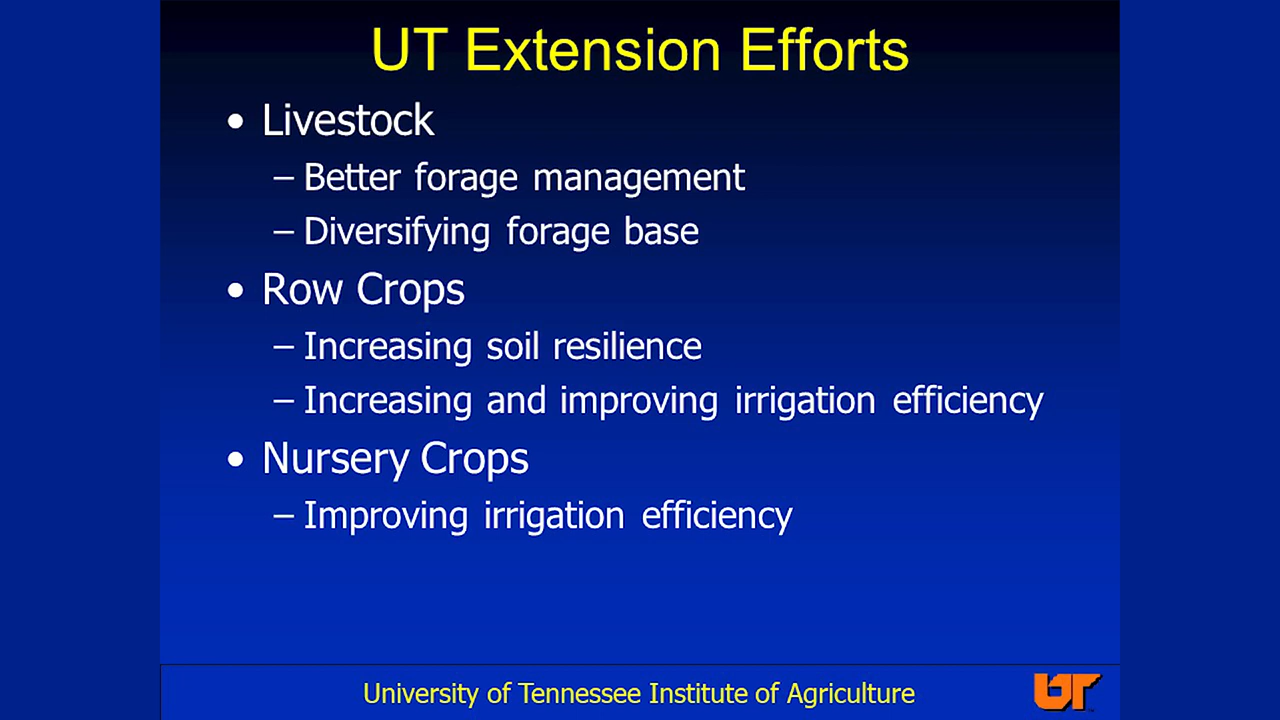 UT Extension Efforts
• Livestock
– Better forage management
– Diversifying forage base
• Row Crops
– Increasing soil resilience
– Increasing and improving irrigation efficiency
• Nursery Crops
– Improving irrigation efficiency
University of Tennessee Institute of Agriculture
UT